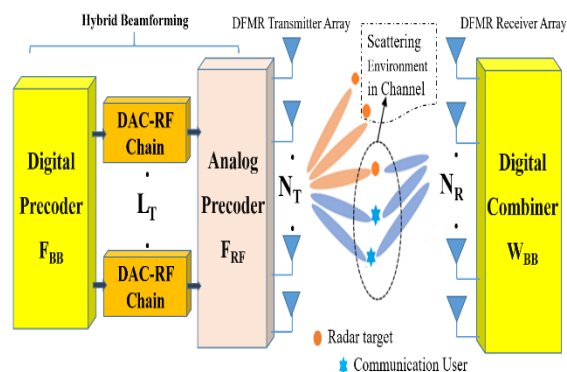 Hybrid Beamforming
DFMR Transmitter Array
DFMR Receiver Array
Scattering
Environment
in Channel
Digital
Precoder
F_BB
DAC-RF
Chain
L_T
DAC-RF
Chain
Analog
Precoder
F_RF
N_T
N_R
Digital
Combiner
W_BB
Radar target
Communication User